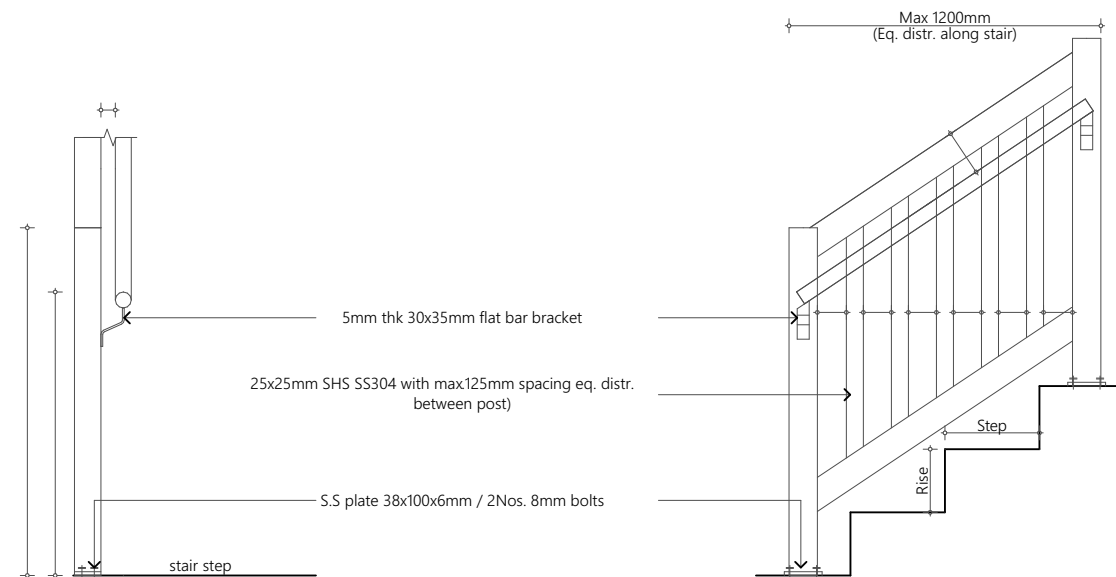 Max 1200mm
(Eq. distr. along stair)
5mm thk 30x35mm flat bar bracket
25x25mm SHS SS304 with max.125mm spacing eq. distr.
between post)
Step
Rise
S.S plate 38x100x6mm / 2Nos. 8mm bolts
stair step